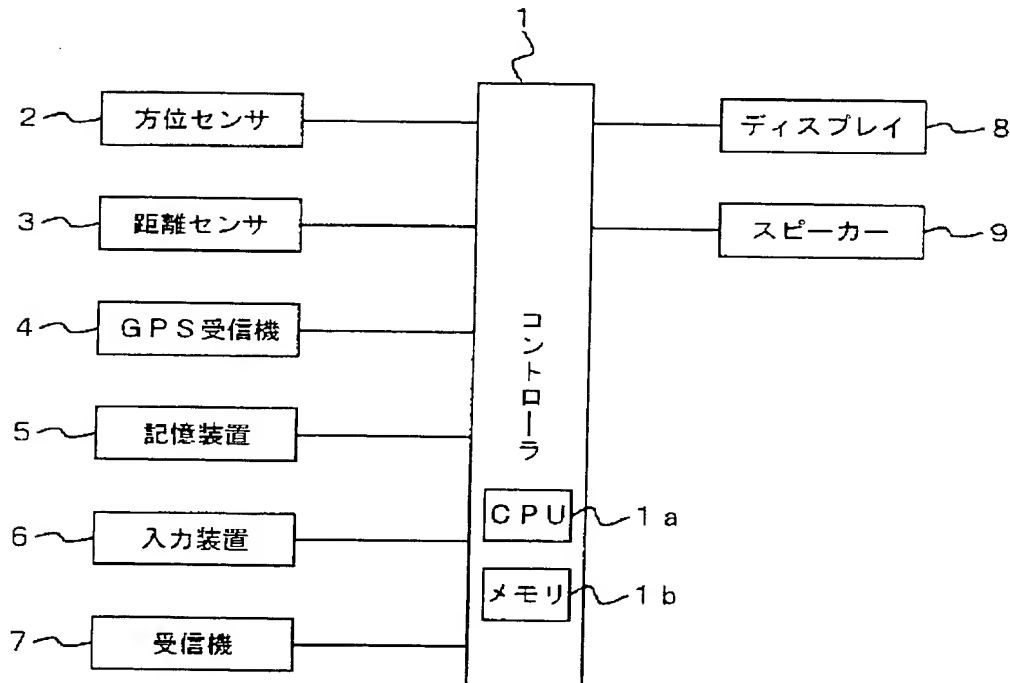 1
2 方位センサ
3 距離センサ
4 GPS受信機
5 記憶装置
6 入力装置
7 受信機
コントローラ
CPU 1a
メモリ 1b
ディスプレイ 8
スピーカー 9